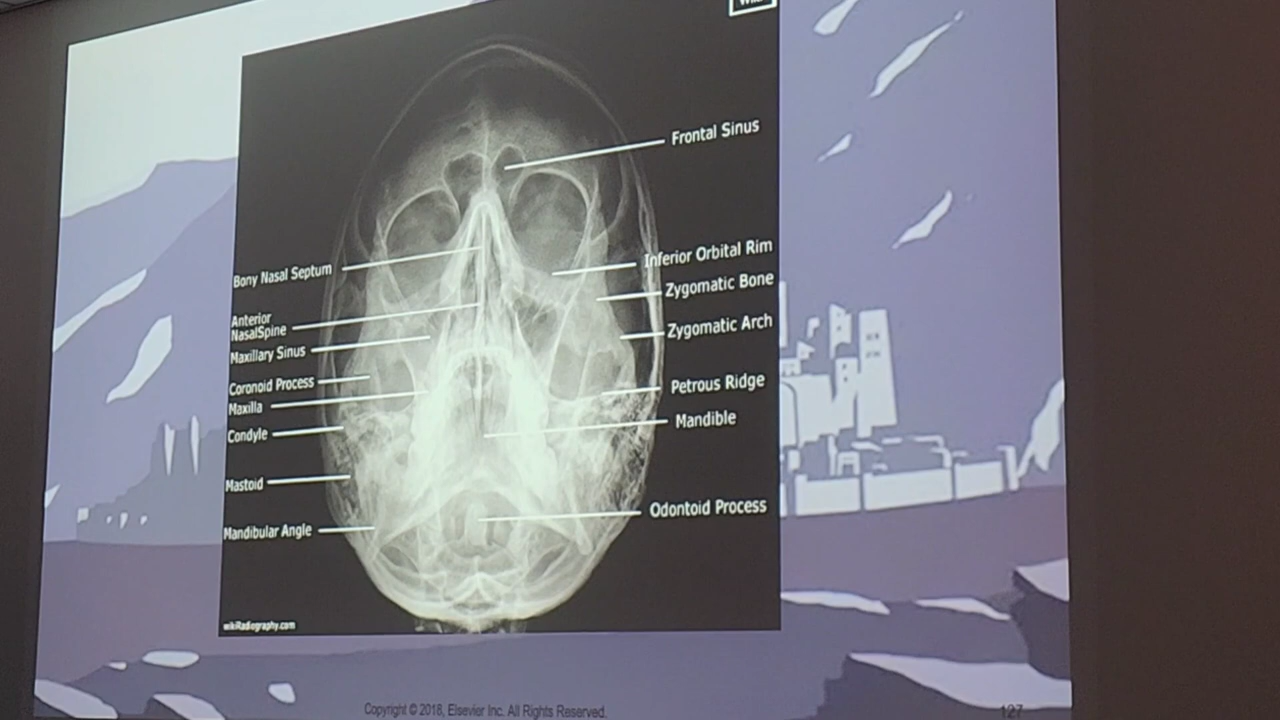 Frontal Sinus
Inferior Orbital Rim
Bony Nasal Septum
Zygomatic Bone
Anterior
NasalSpine
Zygomatic Arch
Maxillary Sinus
Coronoid Process
Petrous Ridge
Maxilla
Mandible
Condyle
Mastoid
Odontoid Process
Mandibular Angle
wikiRadiography.com
Copyright © 2018, Elsevier Inc. All Rights Reserved.
127